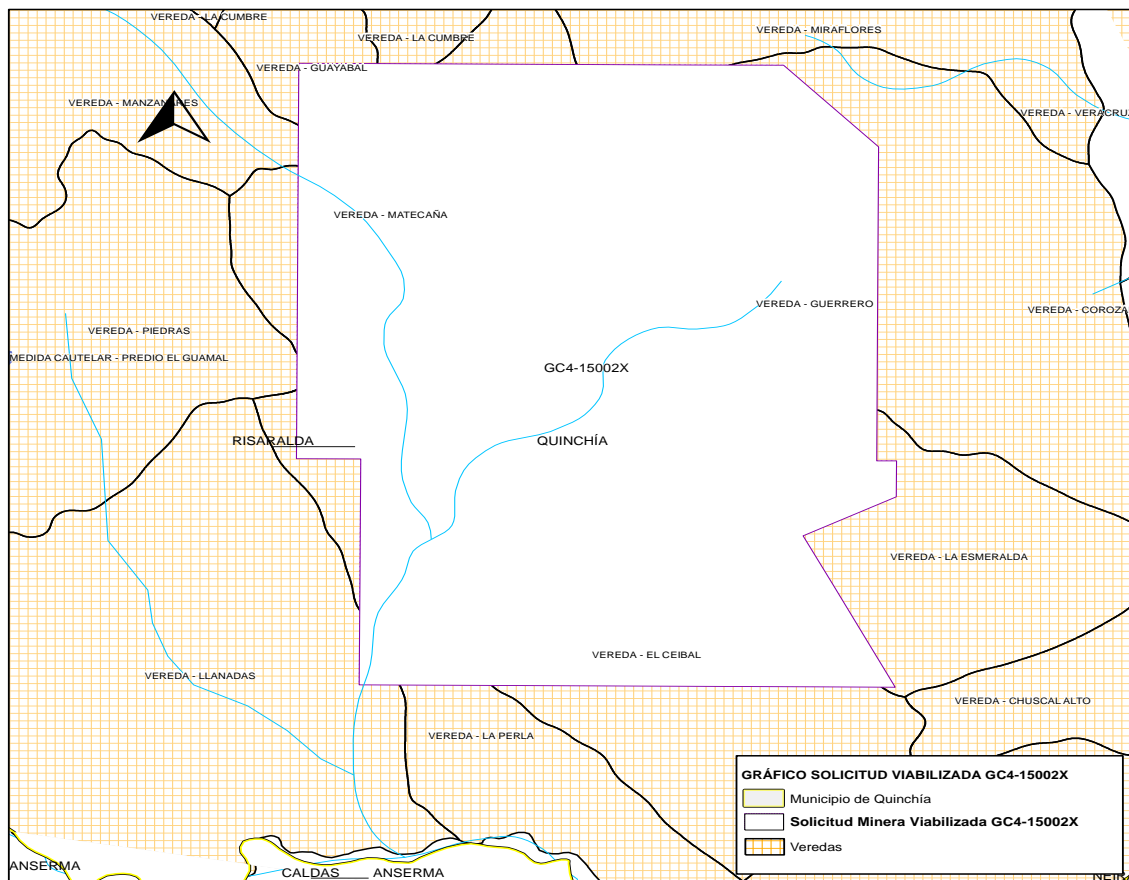 VEREDA - LA CUMBRE
VEREDA - MIRAFLORES
VEREDA - LA CUMBRE
VEREDA - GUAYABAL
VEREDA - MANZANARES
VEREDA - VERACRUZ
VEREDA - MATECAÑA
VEREDA - GUERRERO
VEREDA - COROZA
VEREDA - PIEDRAS
MEDIDA CAUTELAR - PREDIO EL GUAMAL
GC4-15002X
RISARALDA
QUINCHÍA
VEREDA - LA ESMERALDA
VEREDA - EL CEIBAL
VEREDA - LLANADAS
VEREDA - CHUSCAL ALTO
VEREDA - LA PERLA
GRÁFICO SOLICITUD VIABILIZADA GC4-15002X
Municipio de Quinchía
Solicitud Minera Viabilizada GC4-15002X
Veredas
ANSERMA
CALDAS
ANSERMA